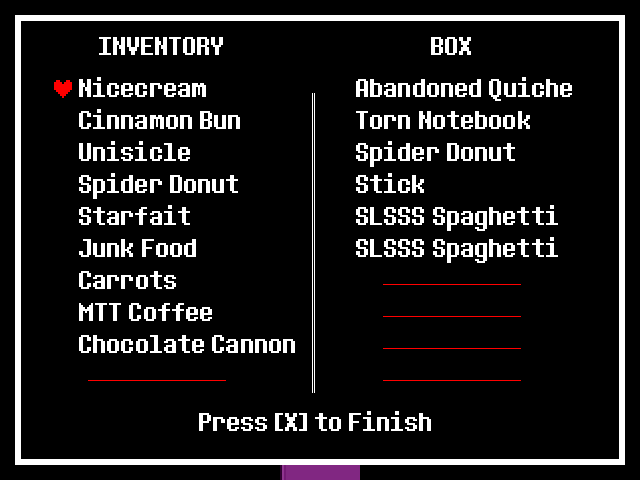 INVENTORY
Nicecream
Cinnamon Bun
Unisicle
Spider Donut
Starfait
Junk Food
Carrots
MTT Coffee
Chocolate Cannon
BOX
Abandoned Quiche
Torn Notebook
Spider Donut
Stick
SLSSS Spaghetti
SLSSS Spaghetti
Press [X] to Finish